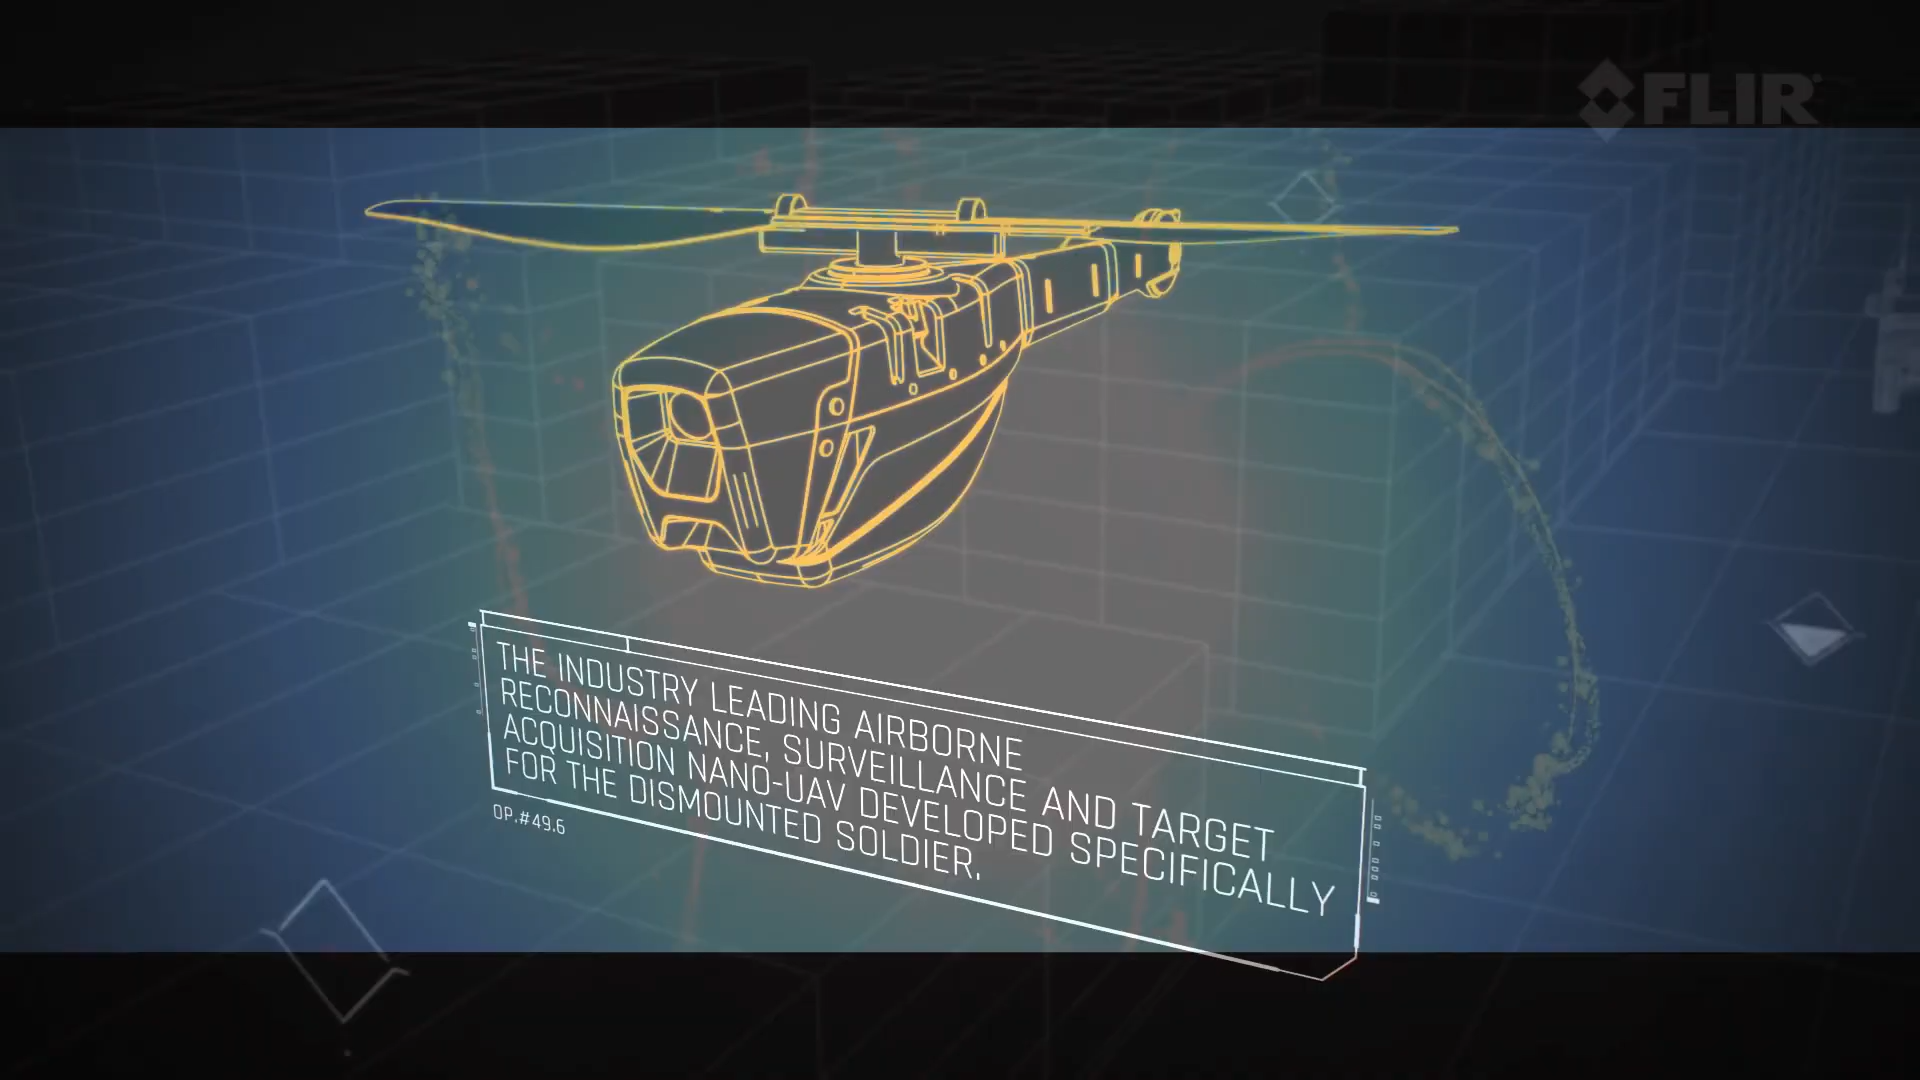 FLIR
THE INDUSTRY LEADING AIRBORNE
RECONNAISSANCE, SURVEILLANCE AND TARGET
ACQUISITION NANO-UAV DEVELOPED SPECIFICALLY
FOR THE DISMOUNTED SOLDIER.
OP.#49.6